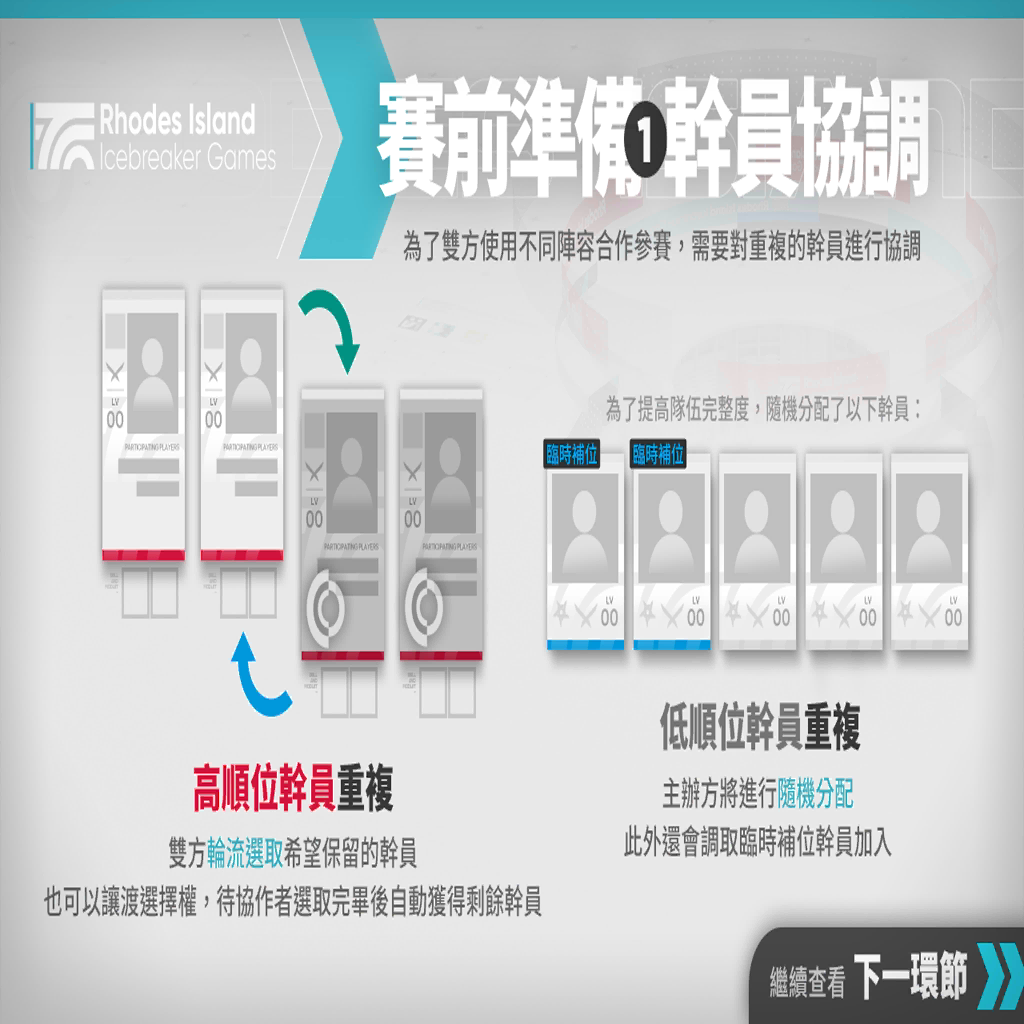 Rhodes Island
Icebreaker Games
賽前準備1幹員協調
為了雙方使用不同陣容合作參賽，需要對重複的幹員進行協調
LV
00
PARTICIPATING PLAYERS
LV
00
PARTICIPATING PLAYERS
LV
00
PARTICIPATING PLAYERS
LV
00
PARTICIPATING PLAYERS
為了提高隊伍完整度，隨機分配了以下幹員：
臨時補位
臨時補位
LV
00
LV
00
LV
00
LV
00
LV
00
高順位幹員重複
雙方輪流選取希望保留的幹員
也可以讓渡選擇權，待協作者選取完畢後自動獲得剩餘幹員
低順位幹員重複
主辦方將進行隨機分配
此外還會調取臨時補位幹員加入
繼續查看 下一環節